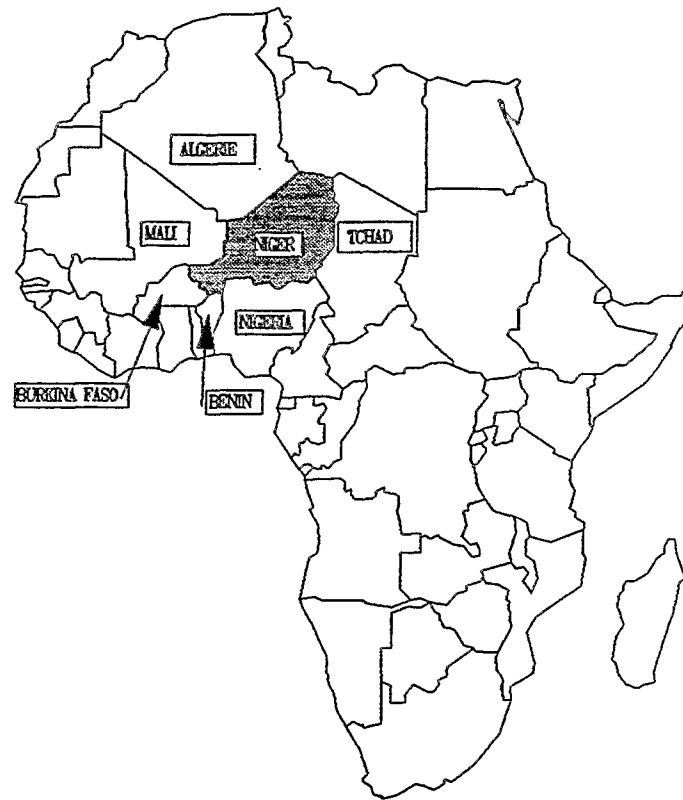 ALGERIE
MALI
NIGER
TCHAD
NIGERIA
BURKINA FASO
BENIN